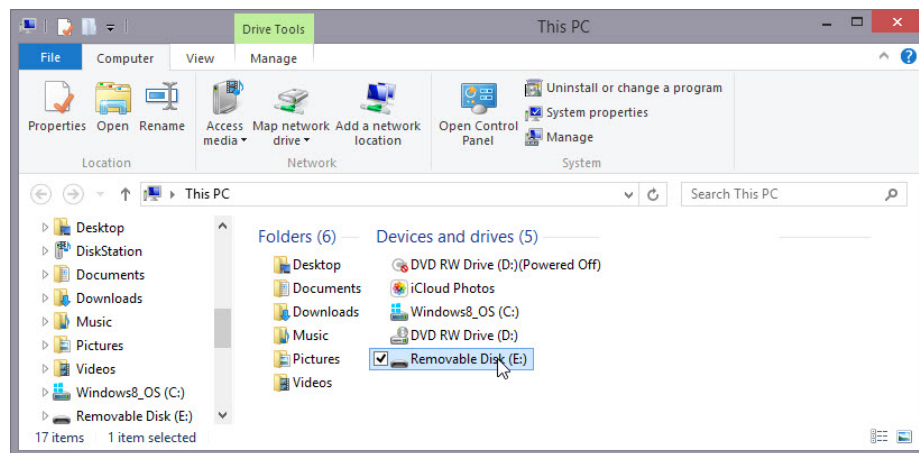 Drive Tools
This PC
File Computer View Manage
Properties Open Rename
Location
Access media
Map network drive
Add a network location
Network
Open Control Panel
Uninstall or change a program
System properties
Manage
System
This PC
Search This PC
Desktop
DiskStation
Documents
Downloads
Music
Pictures
Videos
Windows8_OS (C:)
Removable Disk (E:)
Folders (6)
Desktop
Documents
Downloads
Music
Pictures
Videos
Devices and drives (5)
DVD RW Drive (D:)(Powered Off)
iCloud Photos
Windows8_OS (C:)
DVD RW Drive (D:)
Removable Disk (E:)
17 items 1 item selected